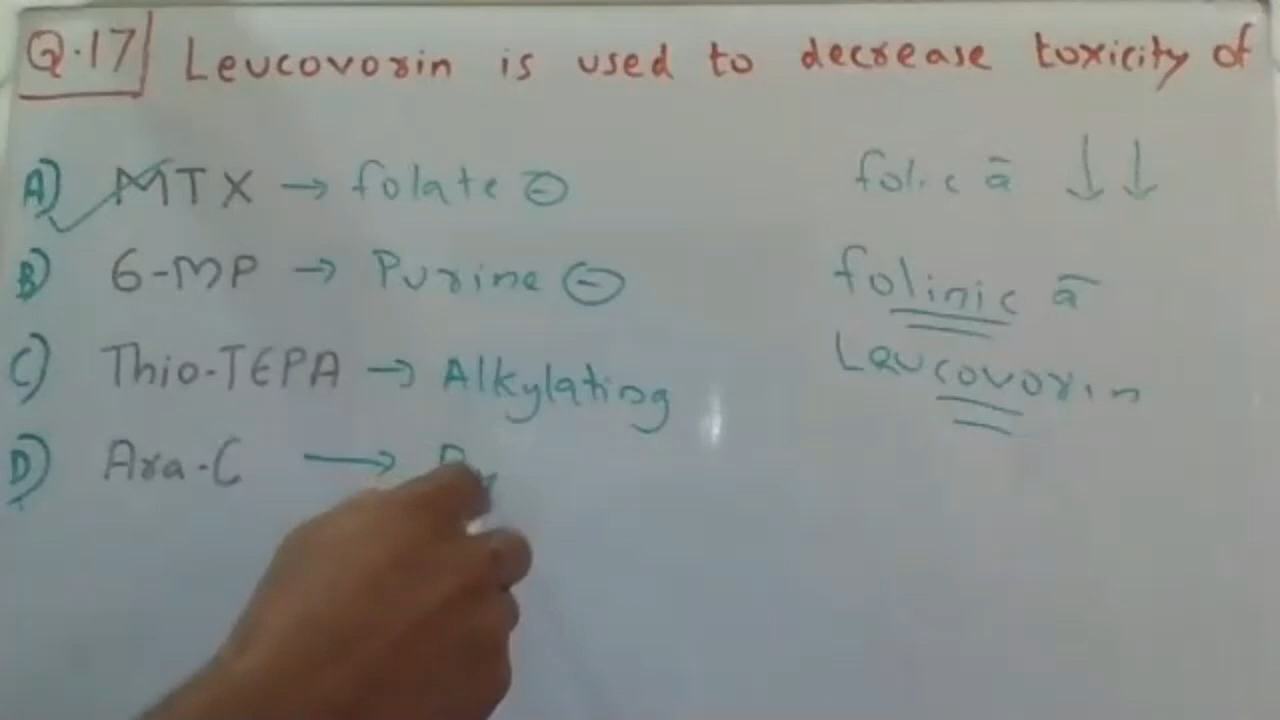 Q.17 Leucovorin is used to decrease toxicity of
A) MTX → folate ⊖
folic ā ↓↓
B) 6-MP → Purine ⊖
folinic ā
C) Thio-TEPA → Alkylating
Leucovorin
D) Ara-C →